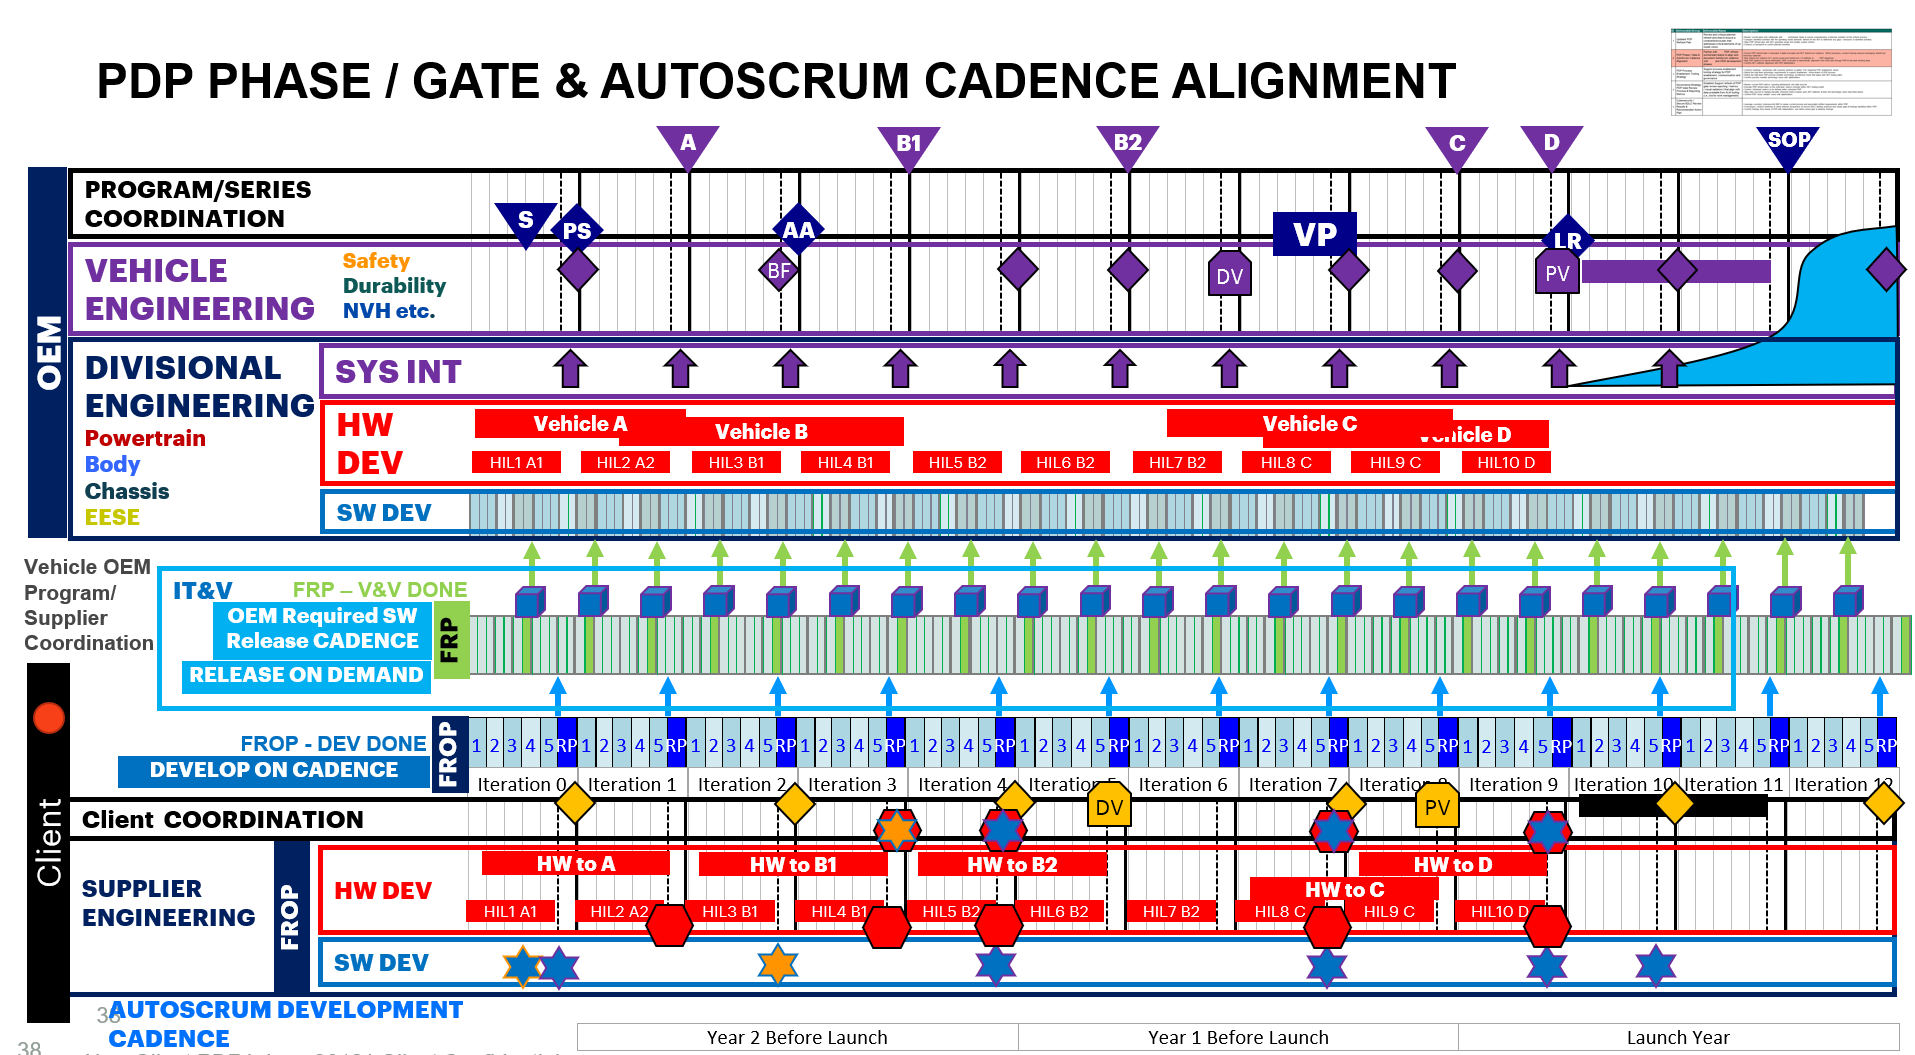 PDP PHASE / GATE & AUTOSCRUM CADENCE ALIGNMENT
A B1 B2 C D SOP
OEM
PROGRAM/SERIES
COORDINATION
S PS AA VP LR
VEHICLE
ENGINEERING
Safety
Durability
NVH etc.
BF DV PV
DIVISIONAL
ENGINEERING
Powertrain
Body
Chassis
EESE
SYS INT
HW
DEV
Vehicle A Vehicle B Vehicle C Vehicle D
HIL1 A1 HIL2 A2 HIL3 B1 HIL4 B1 HIL5 B2 HIL6 B2 HIL7 B2 HIL8 C HIL9 C HIL10 D
SW DEV
Vehicle OEM
Program/
Supplier
Coordination
IT&V
FRP – V&V DONE
OEM Required SW
Release CADENCE
RELEASE ON DEMAND
FRP
FROP - DEV DONE
DEVELOP ON CADENCE
FROP
1 2 3 4 5 RP 1 2 3 4 5 RP 1 2 3 4 5 RP 1 2 3 4 5 RP 1 2 3 4 5 RP 1 2 3 4 5 RP 1 2 3 4 5 RP 1 2 3 4 5 RP 1 2 3 4 5 RP 1 2 3 4 5 RP 1 2 3 4 5 RP 1 2 3 4 5 RP 1 2 3 4 5 RP
Iteration 0 Iteration 1 Iteration 2 Iteration 3 Iteration 4 Iteration 5 Iteration 6 Iteration 7 Iteration 8 Iteration 9 Iteration 10 Iteration 11 Iteration 12
Client
Client COORDINATION
DV PV
SUPPLIER
ENGINEERING
FROP
HW DEV
HW to A HW to B1 HW to B2 HW to C HW to D
HIL1 A1 HIL2 A2 HIL3 B1 HIL4 B1 HIL5 B2 HIL6 B2 HIL7 B2 HIL8 C HIL9 C HIL10 D
SW DEV
AUTOSCRUM DEVELOPMENT
CADENCE
38
Year 2 Before Launch Year 1 Before Launch Launch Year